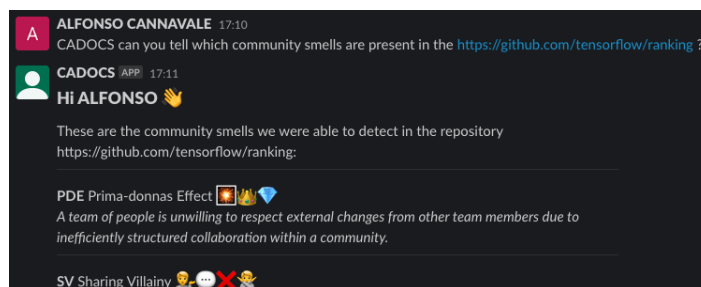 A
ALFONSO CANNAVALE 17:10
CADOCS can you tell which community smells are present in the https://github.com/tensorflow/ranking ?
CADOCS APP 17:11
Hi ALFONSO 👋
These are the community smells we were able to detect in the repository
https://github.com/tensorflow/ranking:
PDE Prima-donnas Effect 💥👑💎
A team of people is unwilling to respect external changes from other team members due to
inefficiently structured collaboration within a community.
SV Sharing Villainy